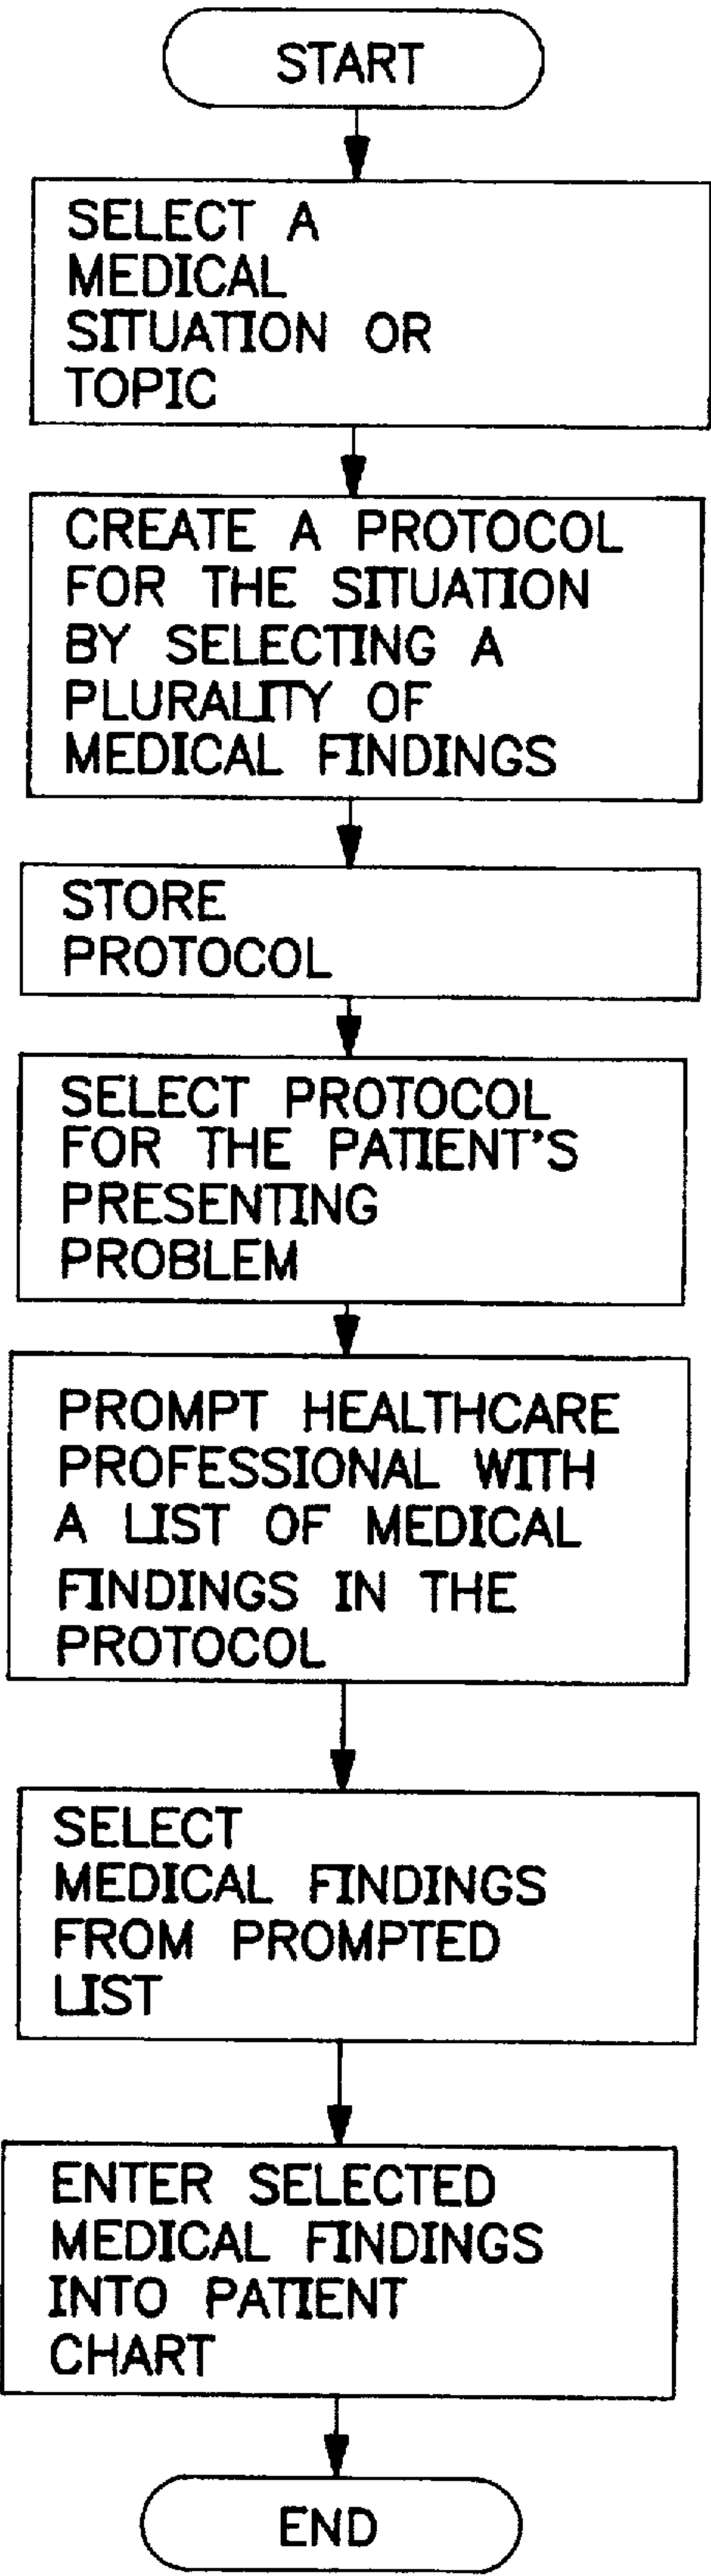 START
SELECT A
MEDICAL
SITUATION OR
TOPIC
CREATE A PROTOCOL
FOR THE SITUATION
BY SELECTING A
PLURALITY OF
MEDICAL FINDINGS
STORE
PROTOCOL
SELECT PROTOCOL
FOR THE PATIENT'S
PRESENTING
PROBLEM
PROMPT HEALTHCARE
PROFESSIONAL WITH
A LIST OF MEDICAL
FINDINGS IN THE
PROTOCOL
SELECT
MEDICAL FINDINGS
FROM PROMPTED
LIST
ENTER SELECTED
MEDICAL FINDINGS
INTO PATIENT
CHART
END